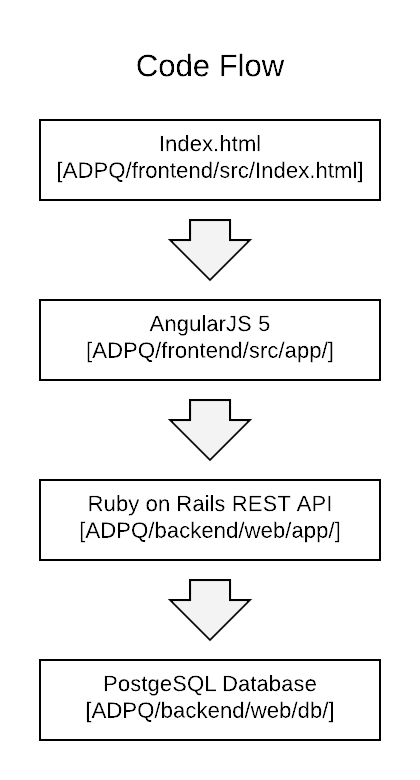 Code Flow
Index.html
[ADPQ/frontend/src/Index.html]
AngularJS 5
[ADPQ/frontend/src/app/]
Ruby on Rails REST API
[ADPQ/backend/web/app/]
PostgeSQL Database
[ADPQ/backend/web/db/]